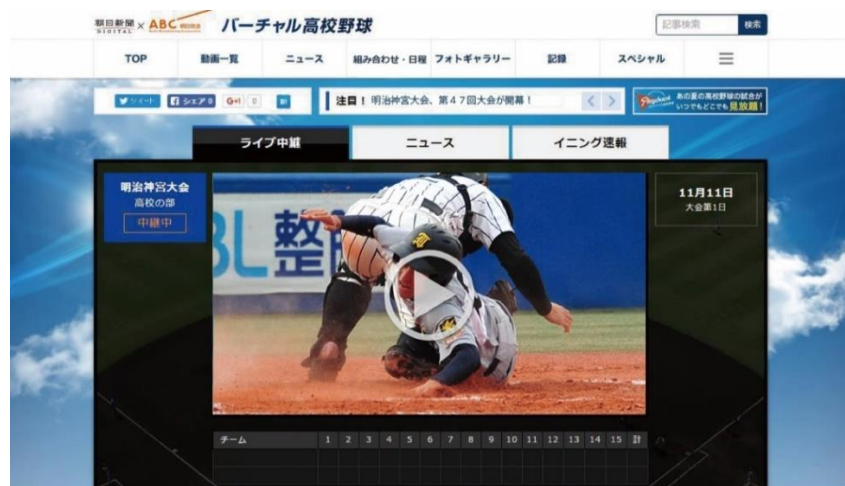 朝日新聞 DIGITAL × ABC 朝日放送 バーチャル高校野球
記事検索 検索
TOP 動画一覧 ニュース 組み合わせ・日程 フォトギャラリー 記録 スペシャル
ツイート シェア 0 G+1 0 B!
注目！ 明治神宮大会、第４７回大会が開幕！
あの夏の高校野球の試合が
いつでもどこでも見放題！
ライブ中継 ニュース イニング速報
明治神宮大会
高校の部
中継中
11月11日
大会第1日
BL 整
チーム 1 2 3 4 5 6 7 8 9 10 11 12 13 14 15 計